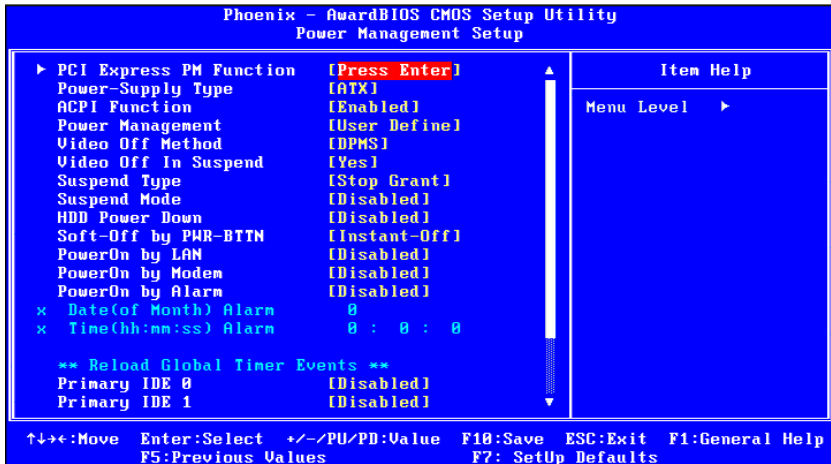 Phoenix - AwardBIOS CMOS Setup Utility
Power Management Setup
▶ PCI Express PM Function [Press Enter]
Power-Supply Type [ATX]
ACPI Function [Enabled]
Power Management [User Define]
Video Off Method [DPMS]
Video Off In Suspend [Yes]
Suspend Type [Stop Grant]
Suspend Mode [Disabled]
HDD Power Down [Disabled]
Soft-Off by PWR-BTTN [Instant-Off]
PowerOn by LAN [Disabled]
PowerOn by Modem [Disabled]
PowerOn by Alarm [Disabled]
x Date(of Month) Alarm 0
x Time(hh:mm:ss) Alarm 0 : 0 : 0
** Reload Global Timer Events **
Primary IDE 0 [Disabled]
Primary IDE 1 [Disabled]
Item Help
Menu Level ▶
↑↓→←:Move Enter:Select +/-/PU/PD:Value F10:Save ESC:Exit F1:General Help
F5:Previous Values F7: SetUp Defaults